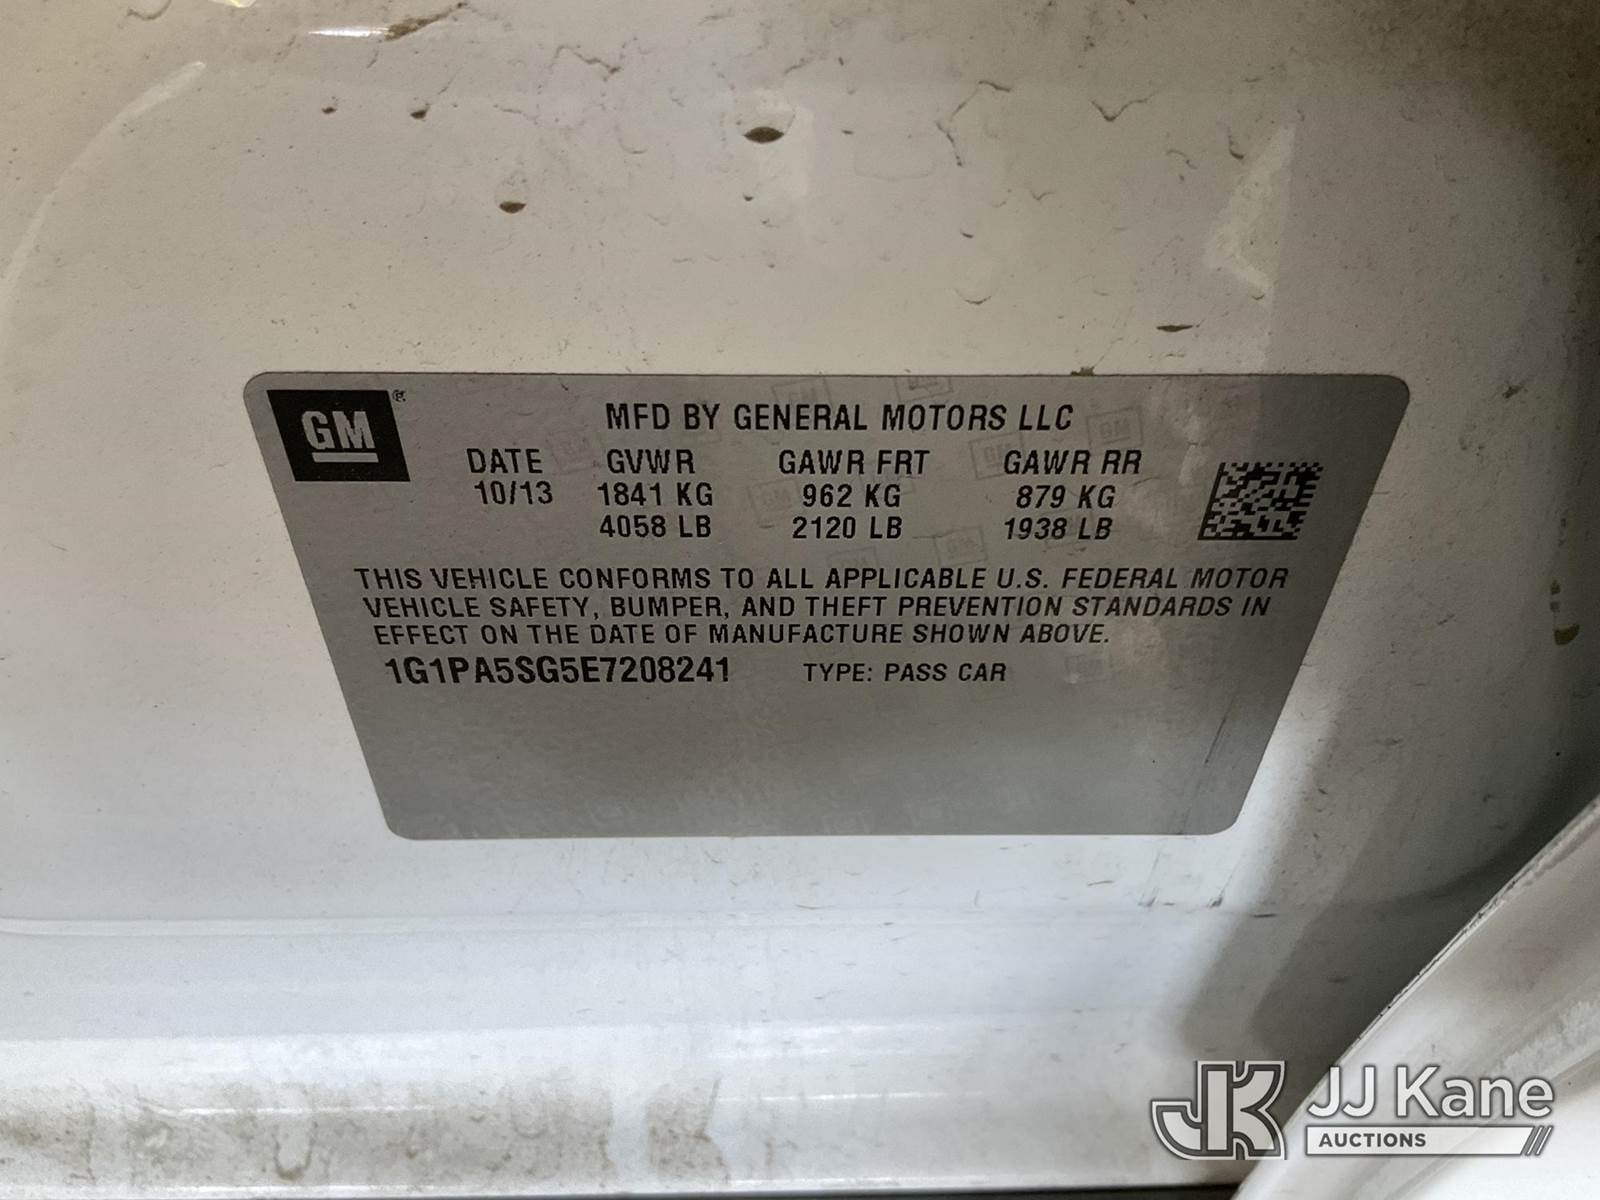 GM
MFD BY GENERAL MOTORS LLC
DATE GVWR GAWR FRT GAWR RR
10/13 1841 KG 962 KG 879 KG
4058 LB 2120 LB 1938 LB
THIS VEHICLE CONFORMS TO ALL APPLICABLE U.S. FEDERAL MOTOR
VEHICLE SAFETY, BUMPER, AND THEFT PREVENTION STANDARDS IN
EFFECT ON THE DATE OF MANUFACTURE SHOWN ABOVE.
1G1PA5SG5E7208241 TYPE: PASS CAR
JK JJ Kane
AUCTIONS